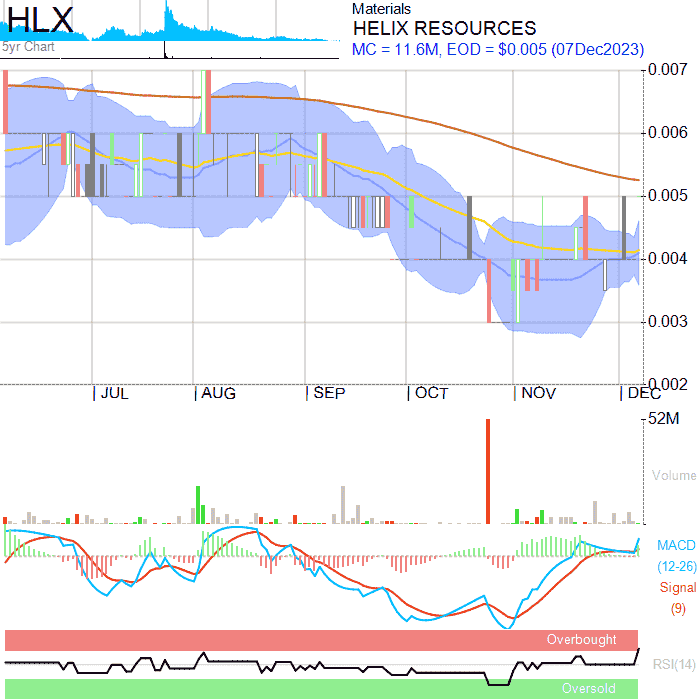 HLX
5yr Chart
Materials
HELIX RESOURCES
MC = 11.6M, EOD = $0.005 (07Dec2023)
0.007
0.006
0.005
0.004
0.003
0.002
JUL AUG SEP OCT NOV DEC
52M
Volume
MACD
(12-26)
Signal
(9)
Overbought
RSI(14)
Oversold